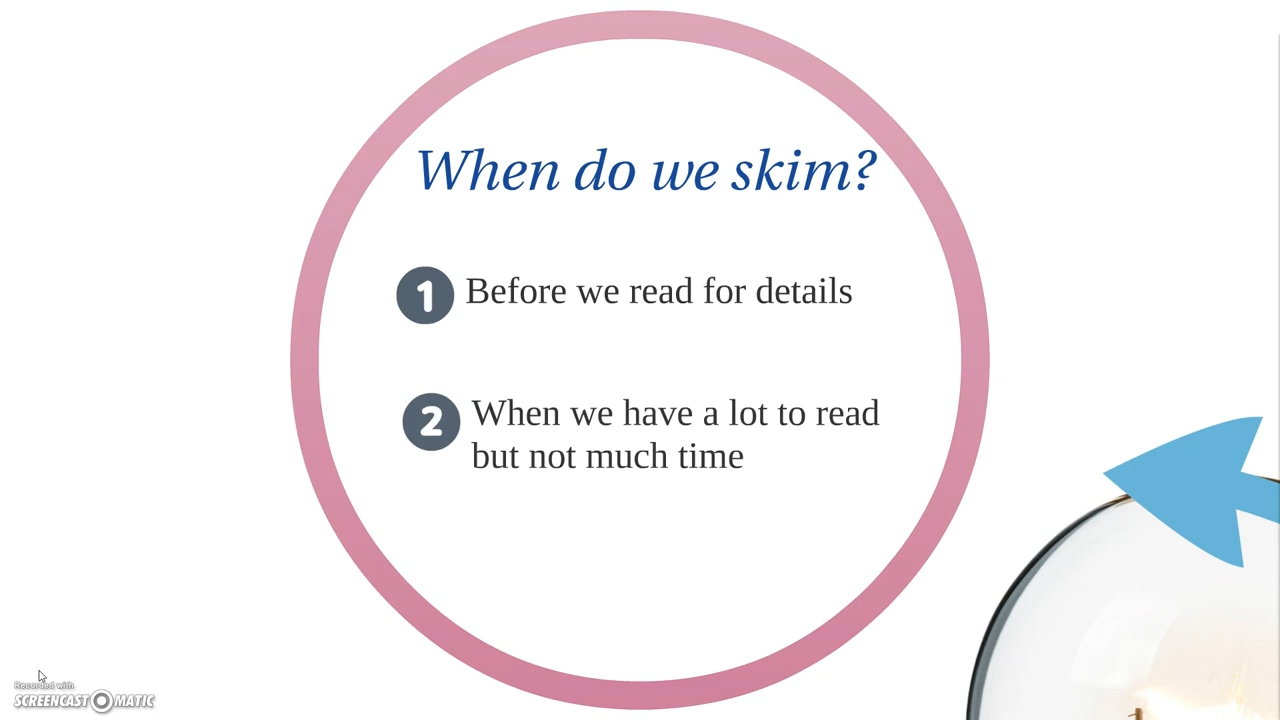 When do we skim?
1 Before we read for details
2 When we have a lot to read
but not much time
Recorded with
SCREENCAST-O-MATIC